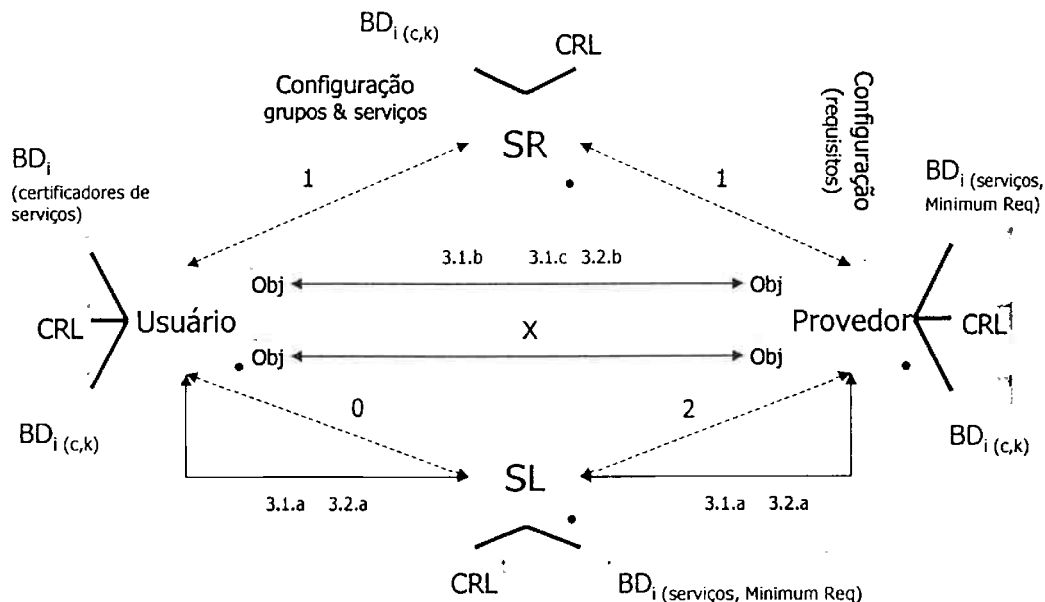 BDi (c,k)
CRL
Configuração
grupos & serviços
SR
Configuração
(requisitos)
BDi
(certificadores de
serviços)
BDi (serviços,
Minimum Req)
1
1
3.1.b 3.1.c 3.2.b
Obj
Obj
CRL
Usuário
X
Provedor
CRL
Obj
Obj
0
2
BDi (c,k)
BDi (c,k)
SL
3.1.a 3.2.a
3.1.a 3.2.a
CRL
BDi (serviços, Minimum Req)